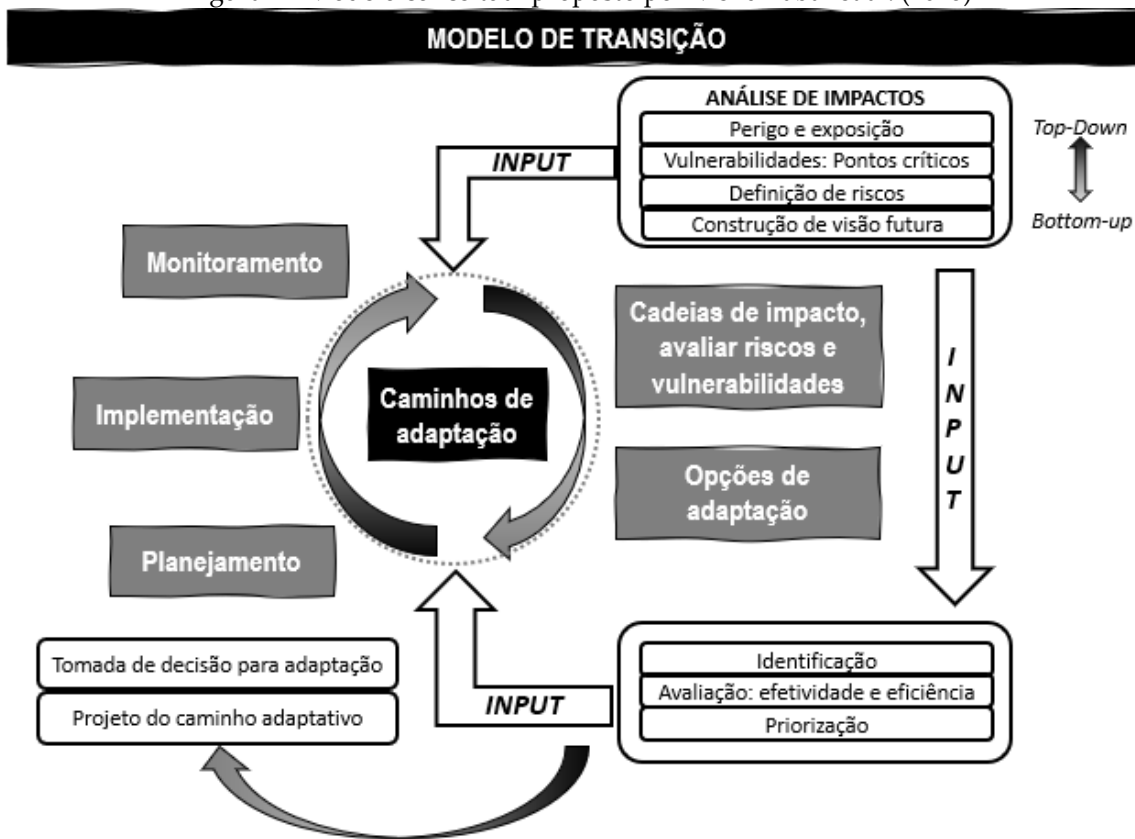 MODELO DE TRANSIÇÃO
ANÁLISE DE IMPACTOS
Perigo e exposição
Vulnerabilidades: Pontos críticos
Definição de riscos
Construção de visão futura
Top-Down
Bottom-up
INPUT
Monitoramento
Cadeias de impacto,
avaliar riscos e
vulnerabilidades
INPUT
Caminhos de
adaptação
Implementação
Opções de
adaptação
Planejamento
Tomada de decisão para adaptação
Projeto do caminho adaptativo
INPUT
Identificação
Avaliação: efetividade e eficiência
Priorização